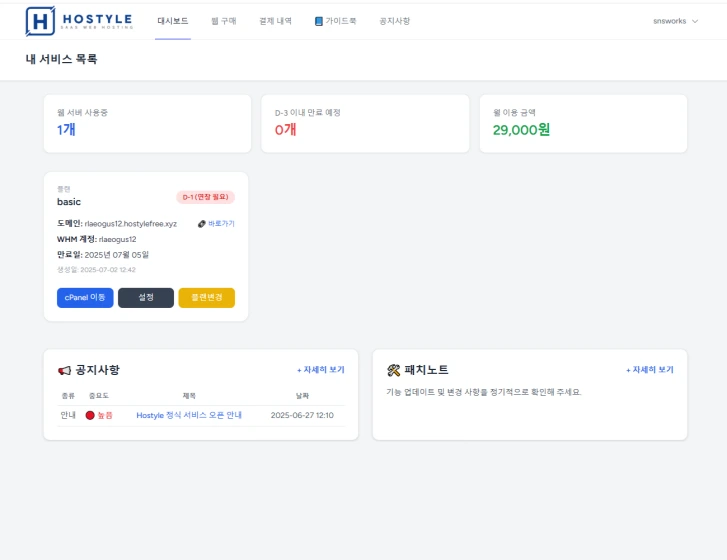 HOSTYLE
SAAS WEB HOSTING
대시보드
웹 구매
결제 내역
가이드북
공지사항
snsworks
내 서비스 목록
웹 서버 사용중
1개
D-3 이내 만료 예정
0개
월 이용 금액
29,000원
플랜
basic
D-1 (연장 필요)
도메인: rlaeogus12.hostylefree.xyz
바로가기
WHM 계정: rlaeogus12
만료일: 2025년 07월 05일
생성일: 2025-07-02 12:42
cPanel 이동
설정
플랜변경
공지사항
+ 자세히 보기
종류 중요도 제목 날짜
안내 높음 Hostyle 정식 서비스 오픈 안내 2025-06-27 12:10
패치노트
+ 자세히 보기
기능 업데이트 및 변경 사항을 정기적으로 확인해 주세요.